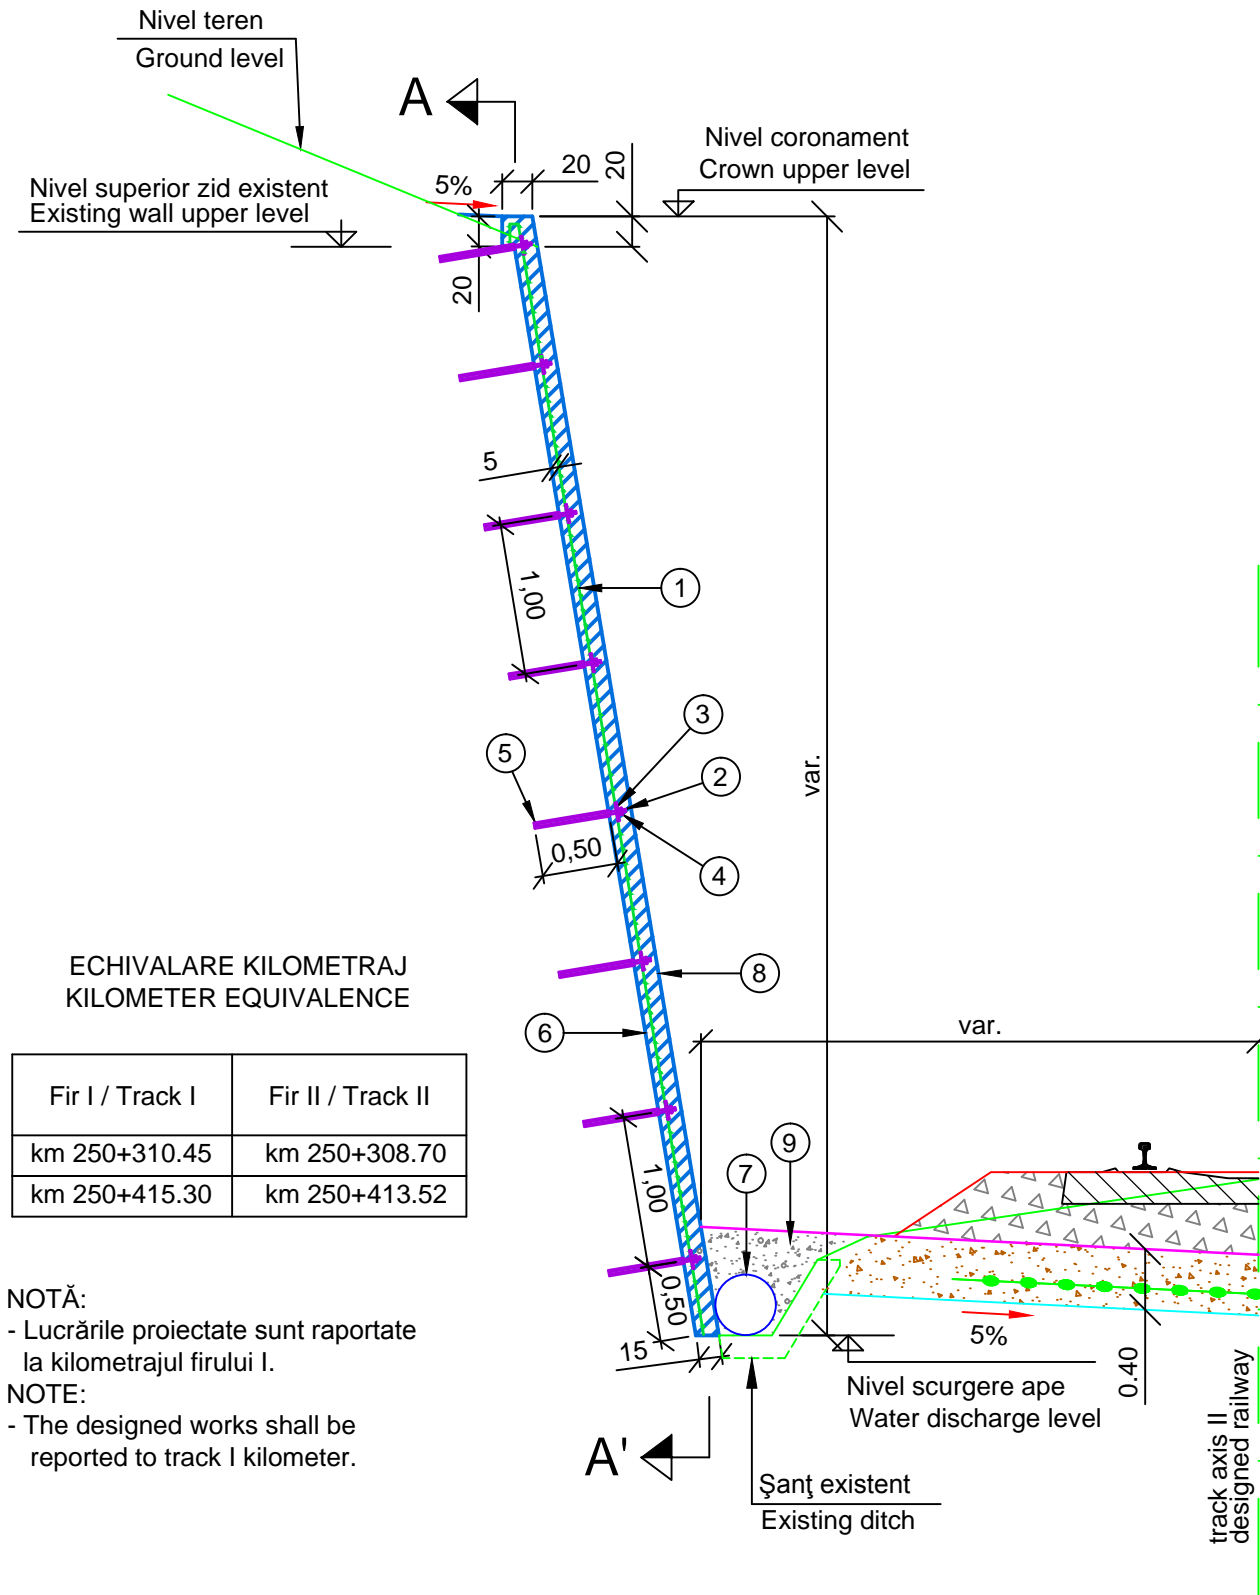 Nivel teren
Ground level
A
Nivel coronament
Crown upper level
20
20
5%
Nivel superior zid existent
Existing wall upper level
20
5
1,00
1
3
5
2
var.
0,50
4
ECHIVALARE KILOMETRAJ
KILOMETER EQUIVALENCE
8
6
var.
Fir I / Track I
Fir II / Track II
km 250+310.45
km 250+308.70
km 250+415.30
km 250+413.52
9
7
1,00
0,50
NOTĂ:
- Lucrările proiectate sunt raportate
la kilometrajul firului I.
NOTE:
- The designed works shall be
reported to track I kilometer.
15
5%
0.40
Nivel scurgere ape
Water discharge level
A'
Şanţ existent
Existing ditch
track axis II
designed railway